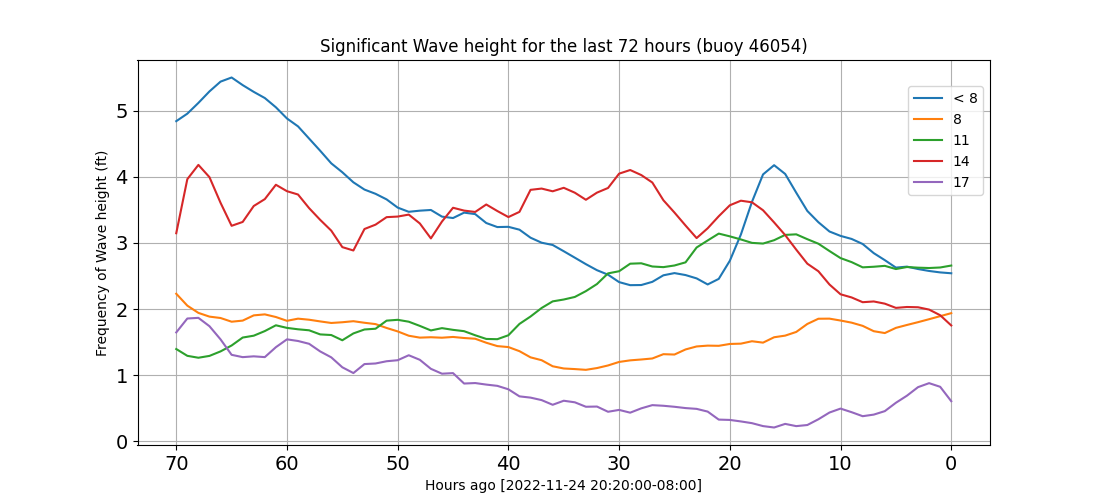 Significant Wave height for the last 72 hours (buoy 46054)
Frequency of Wave height (ft)
5
4
3
2
1
0
< 8
8
11
14
17
70 60 50 40 30 20 10 0
Hours ago [2022-11-24 20:20:00-08:00]